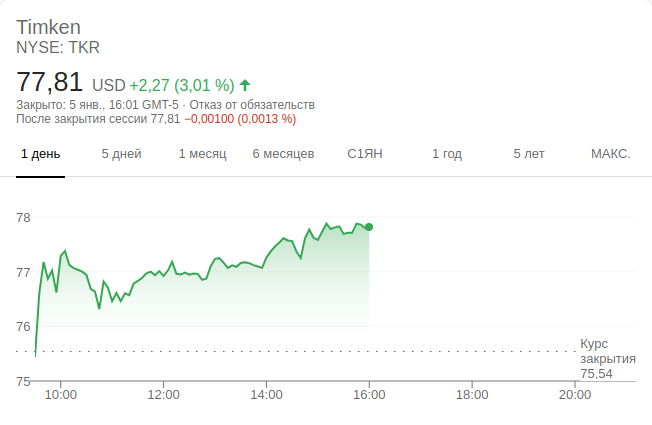 Timken
NYSE: TKR
77,81 USD +2,27 (3,01 %)
Закрыто: 5 янв., 16:01 GMT-5 · Отказ от обязательств
После закрытия сессии 77,81 −0,00100 (0,0013 %)
1 день 5 дней 1 месяц 6 месяцев С1ЯН 1 год 5 лет МАКС.
78
77
76
Курс
закрытия
75,54
75
10:00 12:00 14:00 16:00 18:00 20:00